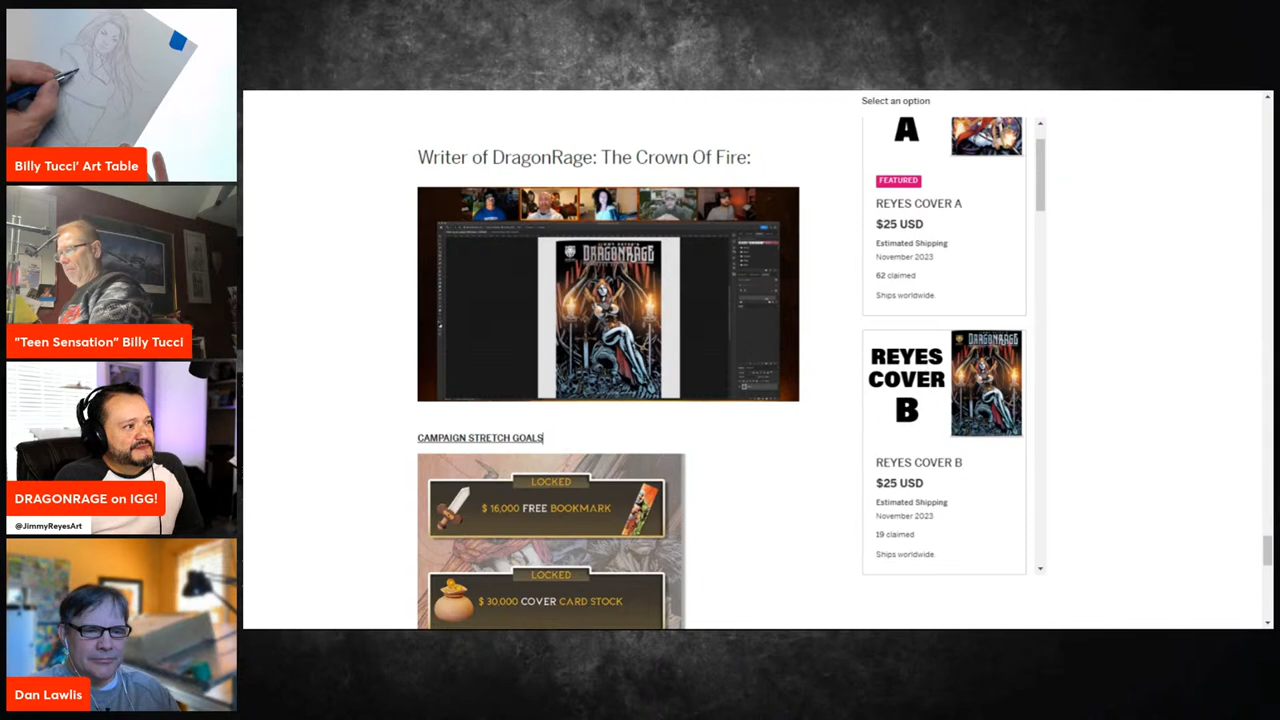 Billy Tucci' Art Table
"Teen Sensation" Billy Tucci
DRAGONRAGE on IGG!
@JimmyReyesArt
Dan Lawlis
Writer of DragonRage: The Crown Of Fire:
DRAGONRAGE
CAMPAIGN STRETCH GOALS
LOCKED
$ 16,000 FREE BOOKMARK
LOCKED
$ 30,000 COVER CARD STOCK
Select an option
A
FEATURED
REYES COVER A
$25 USD
Estimated Shipping
November 2023
62 claimed
Ships worldwide.
REYES
COVER
B
DRAGONRAGE
REYES COVER B
$25 USD
Estimated Shipping
November 2023
19 claimed
Ships worldwide.